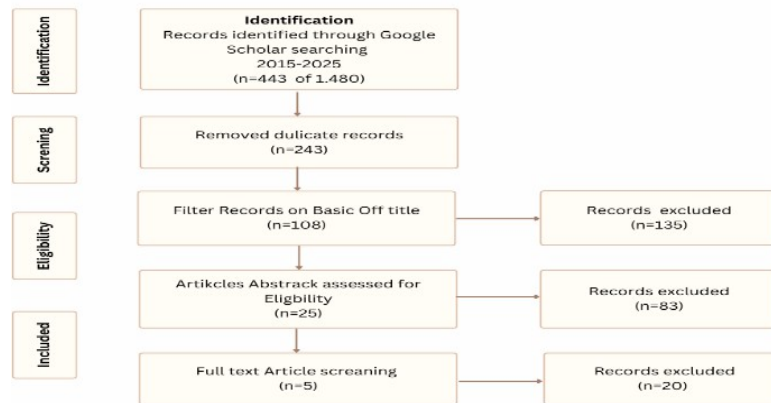 Identification
Identification
Records identified through Google
Scholar searching
2015-2025
(n=443 of 1.480)
Screning
Removed dulicate records
(n=243)
Eligibility
Filter Records on Basic Off title
(n=108)
Records excluded
(n=135)
Artikcles Abstrack assessed for
Eligbility
(n=25)
Records excluded
(n=83)
Included
Full text Article screaning
(n=5)
Records excluded
(n=20)